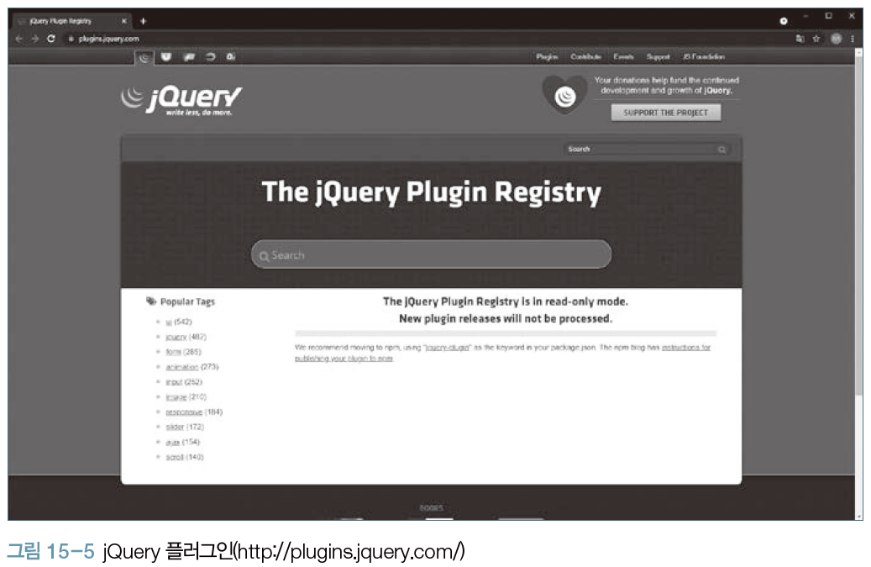 jQuery Plugin Registry
plugins.jquery.com
Plugins Contribute Events Support JS Foundation
jQuery
write less, do more.
Your donations help fund the continued
development and growth of jQuery.
SUPPORT THE PROJECT
Search
The jQuery Plugin Registry
Search
Popular Tags
ui (542)
jquery (487)
form (285)
animation (273)
input (262)
image (210)
responsive (184)
slider (172)
ajax (154)
scroll (140)
The jQuery Plugin Registry is in read-only mode.
New plugin releases will not be processed.
We recommend moving to npm, using "jquery-plugin" as the keyword in your package.json. The npm blog has instructions for
publishing your plugin to npm
BOOKS
그림 15-5 jQuery 플러그인(http://plugins.jquery.com/)